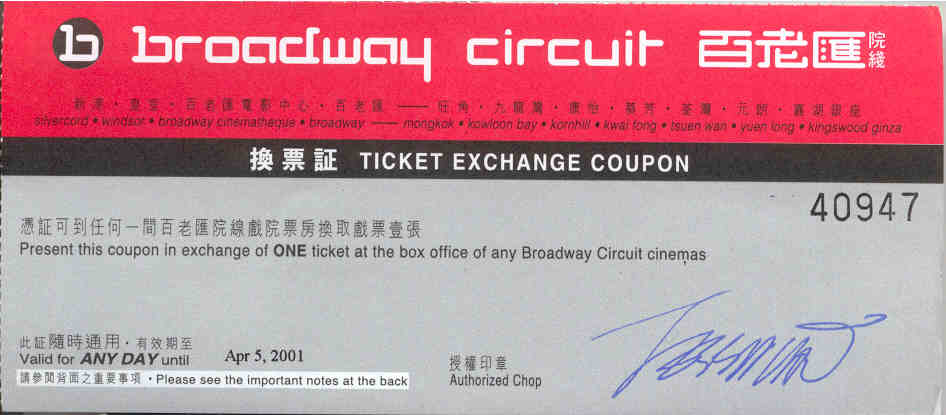 b broadway circuit 百老匯 院綫
新港・皇室・百老匯電影中心・百老匯 —— 旺角・九龍灣・康怡・葵芳・荃灣・元朗・嘉湖銀座
silvercord • windsor • broadway cinematheque • broadway — mongkok • kowloon bay • kornhill • kwai fong • tsuen wan • yuen long • kingswood ginza
換票証 TICKET EXCHANGE COUPON
40947
憑証可到任何一間百老匯院線戲院票房換取戲票壹張
Present this coupon in exchange of ONE ticket at the box office of any Broadway Circuit cinemas
此証隨時通用・有效期至
Valid for ANY DAY until Apr 5, 2001
請參閱背面之重要事項・Please see the important notes at the back
授權印章
Authorized Chop